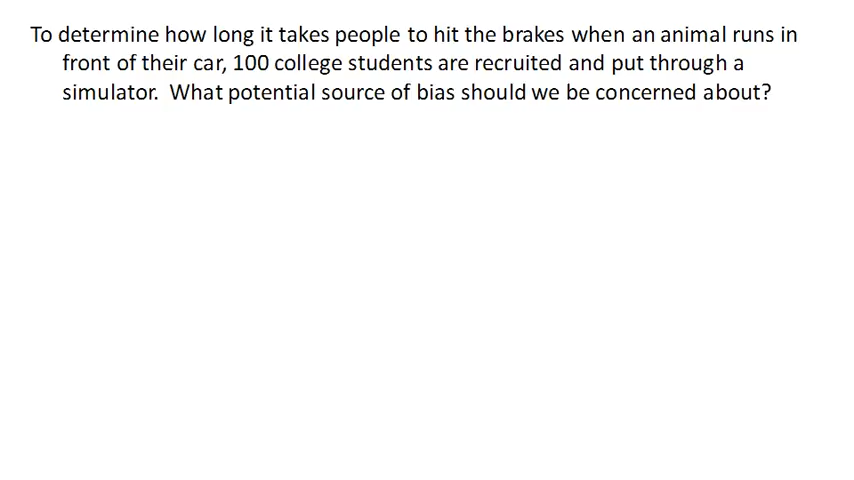 To determine how long it takes people to hit the brakes when an animal runs in
front of their car, 100 college students are recruited and put through a
simulator.  What potential source of bias should we be concerned about?